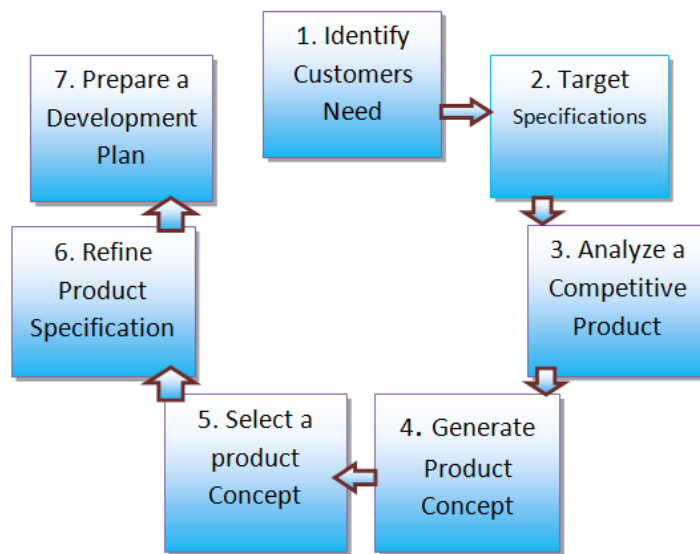 1. Identify
Customers
Need
2. Target
Specifications
3. Analyze a
Competitive
Product
4. Generate
Product
Concept
5. Select a
product
Concept
6. Refine
Product
Specification
7. Prepare a
Development
Plan